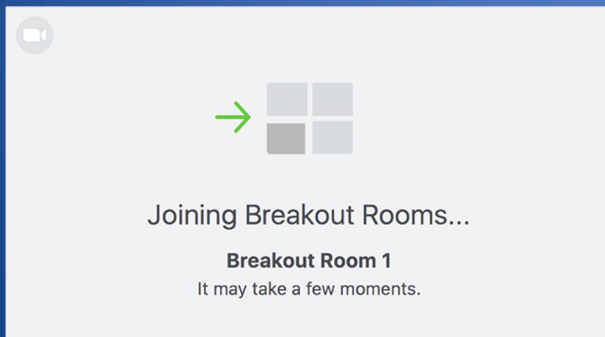 Joining Breakout Rooms...
Breakout Room 1
It may take a few moments.